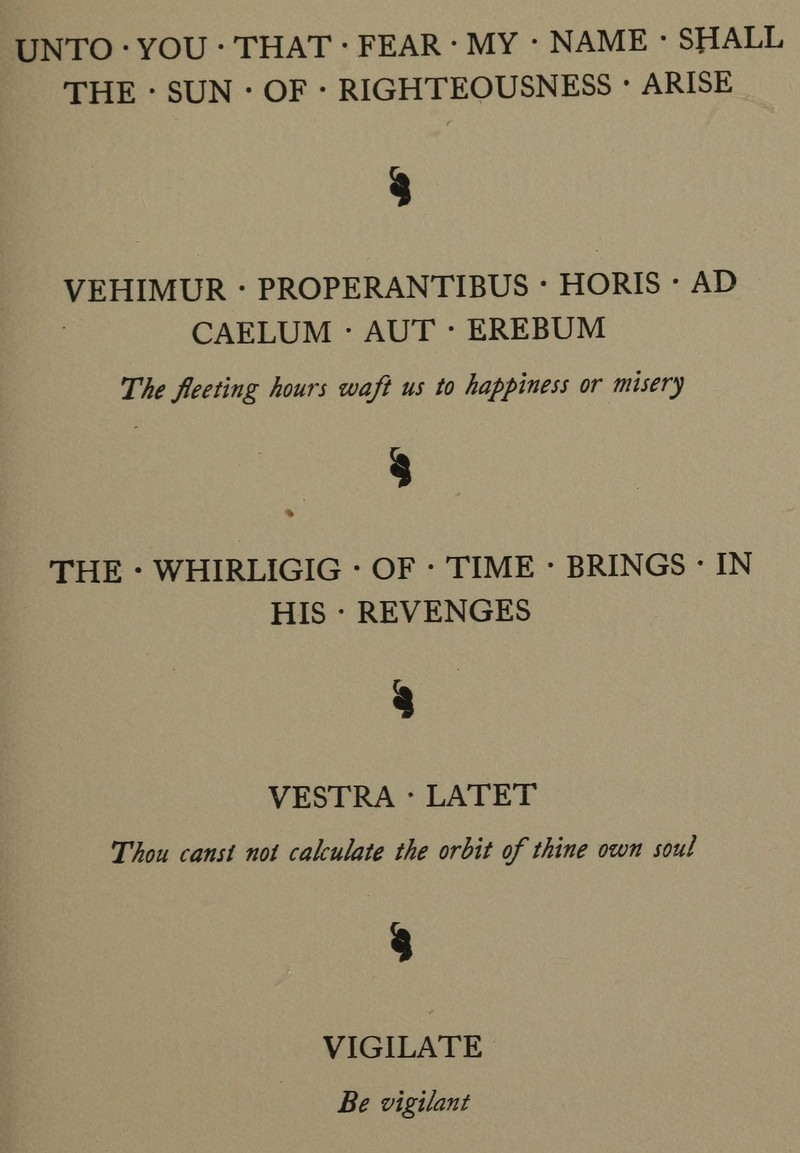 UNTO · YOU · THAT · FEAR · MY · NAME · SHALL
THE · SUN · OF · RIGHTEOUSNESS · ARISE
VEHIMUR · PROPERANTIBUS · HORIS · AD
CAELUM · AUT · EREBUM
The fleeting hours waft us to happiness or misery
THE · WHIRLIGIG · OF · TIME · BRINGS · IN
HIS · REVENGES
VESTRA · LATET
Thou canst not calculate the orbit of thine own soul
VIGILATE
Be vigilant